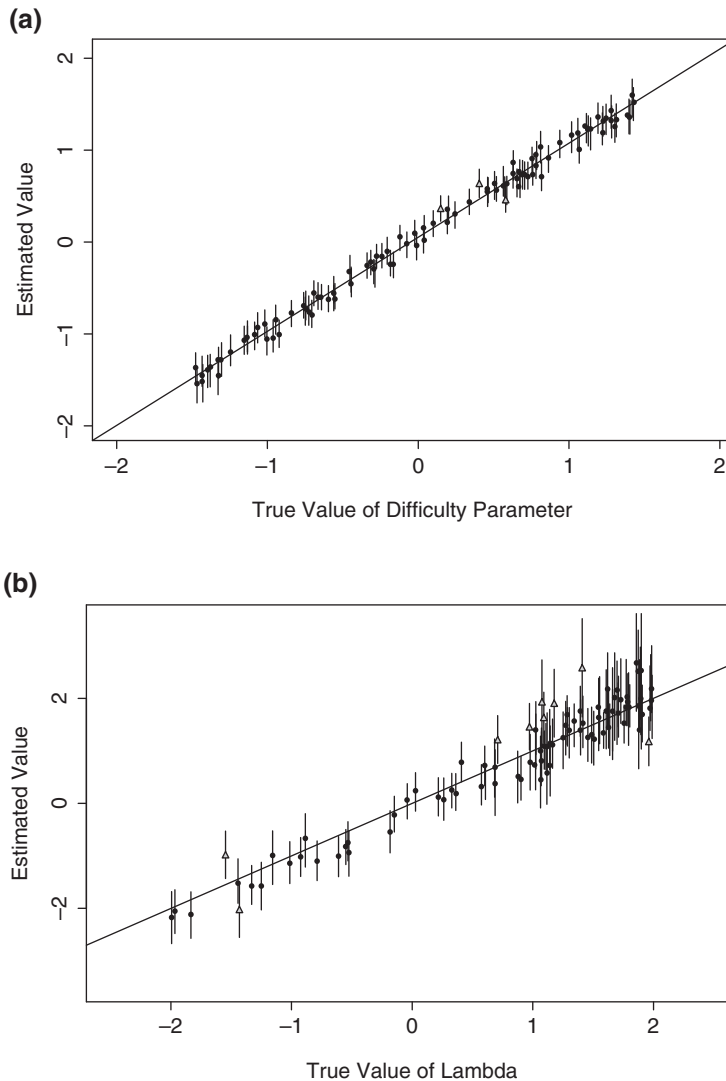 (a)
2
1
0
−1
−2
Estimated Value
−2 −1 0 1 2
True Value of Difficulty Parameter
(b)
2
0
−2
Estimated Value
−2 −1 0 1 2
True Value of Lambda